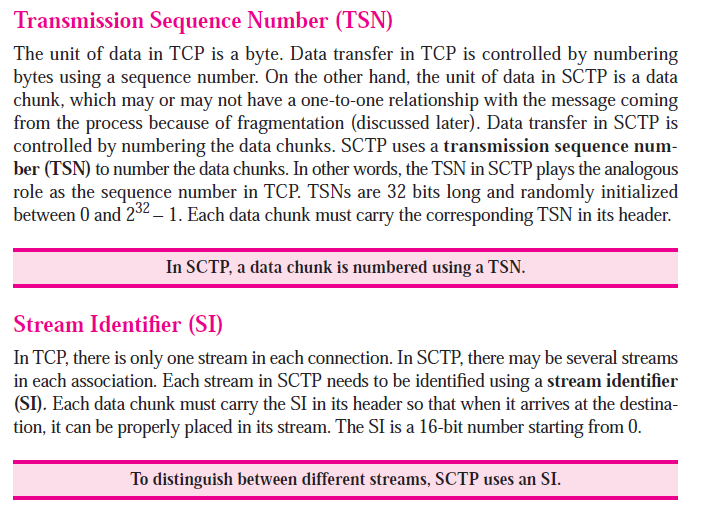 Transmission Sequence Number (TSN)
The unit of data in TCP is a byte. Data transfer in TCP is controlled by numbering
bytes using a sequence number. On the other hand, the unit of data in SCTP is a data
chunk, which may or may not have a one-to-one relationship with the message coming
from the process because of fragmentation (discussed later). Data transfer in SCTP is
controlled by numbering the data chunks. SCTP uses a transmission sequence num-
ber (TSN) to number the data chunks. In other words, the TSN in SCTP plays the analogous
role as the sequence number in TCP. TSNs are 32 bits long and randomly initialized
between 0 and 2³² – 1. Each data chunk must carry the corresponding TSN in its header.
In SCTP, a data chunk is numbered using a TSN.
Stream Identifier (SI)
In TCP, there is only one stream in each connection. In SCTP, there may be several streams
in each association. Each stream in SCTP needs to be identified using a stream identifier
(SI). Each data chunk must carry the SI in its header so that when it arrives at the destina-
tion, it can be properly placed in its stream. The SI is a 16-bit number starting from 0.
To distinguish between different streams, SCTP uses an SI.